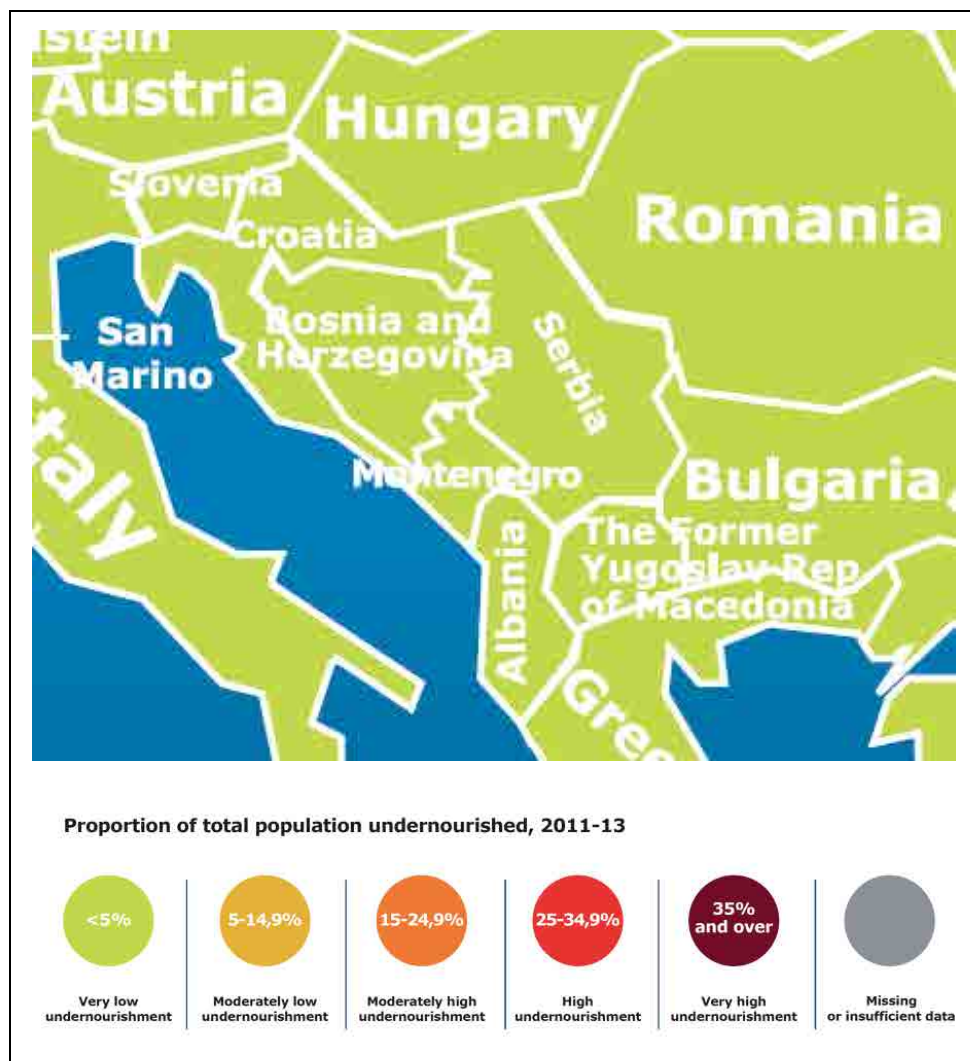 nstein
Austria
Hungary
Slovenia
Croatia
Romania
San
Marino
Bosnia and
Herzegovina
Serbia
Italy
Montenegro
Bulgaria
The Former
Yugoslav Rep
of Macedonia
Albania
Gree
Proportion of total population undernourished, 2011-13
<5%
5-14,9%
15-24,9%
25-34,9%
35%
and over
Very low
undernourishment
Moderately low
undernourishment
Moderately high
undernourishment
High
undernourishment
Very high
undernourishment
Missing
or insufficient data